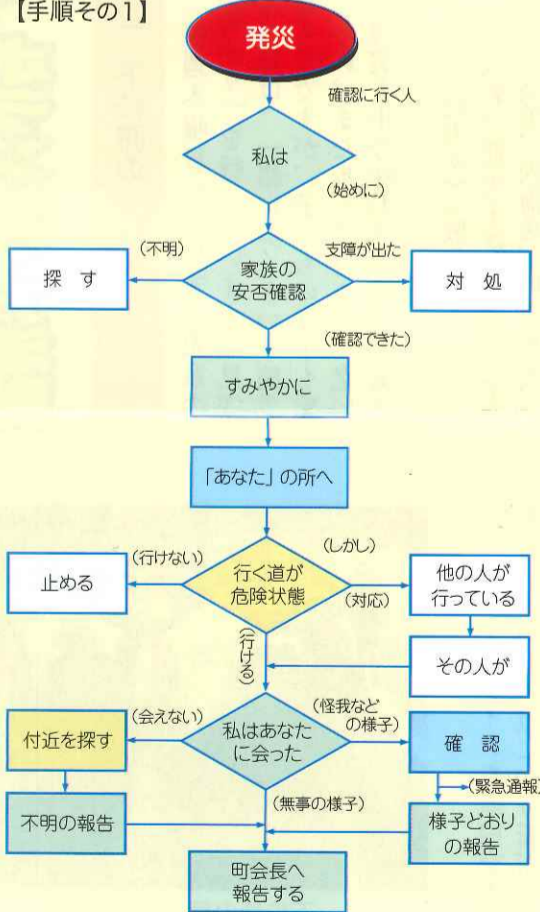 【手順その1】
発災
確認に行く人
私は
(始めに)
(不明)
支障が出た
探 す
家族の
安否確認
対 処
(確認できた)
すみやかに
「あなた」の所へ
(行けない)
(しかし)
止める
行く道が
危険状態
(対応)
他の人が
行っている
(行ける)
その人が
(会えない)
(怪我など
の様子)
付近を探す
私はあなた
に会った
確 認
(緊急通報)
不明の報告
(無事の様子)
様子どおり
の報告
町会長へ
報告する